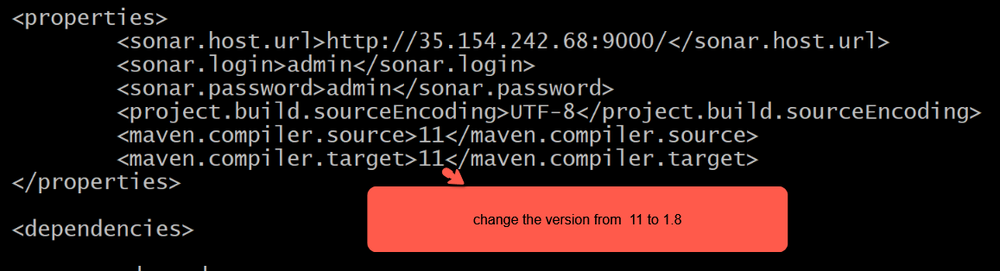 <properties>
<sonar.host.url>http://35.154.242.68:9000/</sonar.host.url>
<sonar.login>admin</sonar.login>
<sonar.password>admin</sonar.password>
<project.build.sourceEncoding>UTF-8</project.build.sourceEncoding>
<maven.compiler.source>11</maven.compiler.source>
<maven.compiler.target>11</maven.compiler.target>
</properties>
change the version from  11 to 1.8
<dependencies>